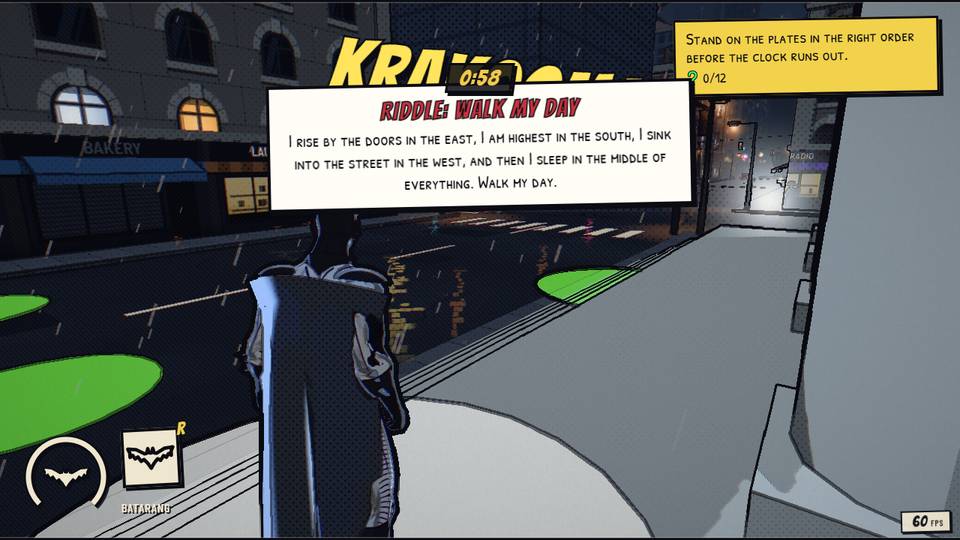 Stand on the plates in the right order
before the clock runs out.
? 0/12
0:58
RIDDLE: WALK MY DAY
I rise by the doors in the east, I am highest in the south, I sink
into the street in the west, and then I sleep in the middle of
everything. Walk my day.
BAKERY
RADIO
R
BATARANG
60 FPS